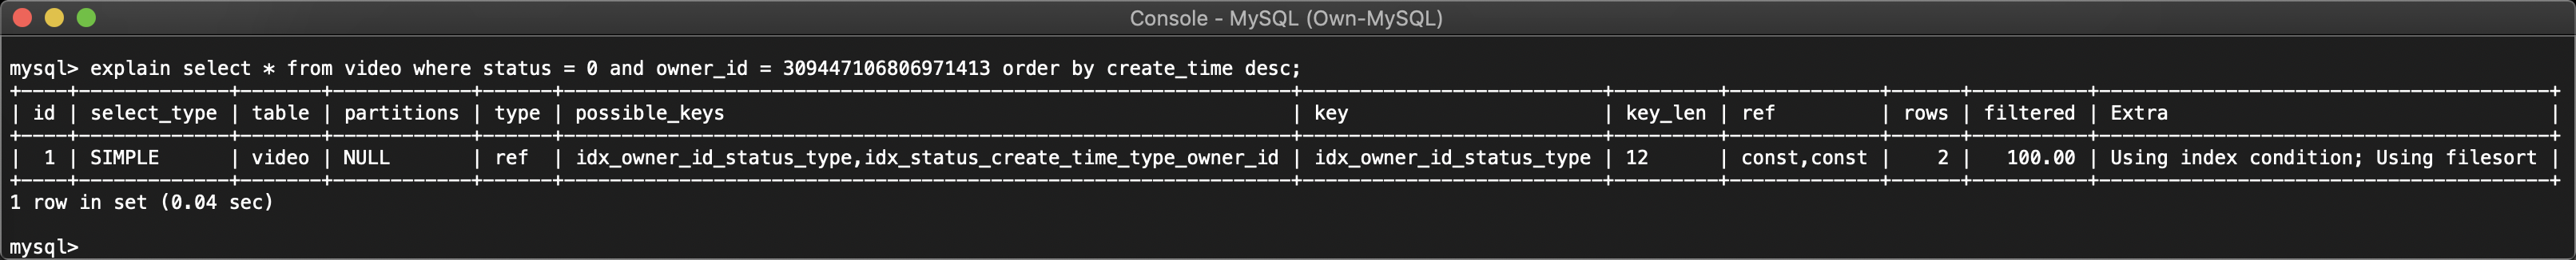 Console - MySQL (Own-MySQL)
mysql> explain select * from video where status = 0 and owner_id = 309447106806971413 order by create_time desc;
+----+-------------+-------+------------+------+--------------------------------------------------------------+--------------------------+---------+-------------+------+----------+---------------------------------------+
| id | select_type | table | partitions | type | possible_keys | key | key_len | ref | rows | filtered | Extra |
+----+-------------+-------+------------+------+--------------------------------------------------------------+--------------------------+---------+-------------+------+----------+---------------------------------------+
| 1 | SIMPLE | video | NULL | ref | idx_owner_id_status_type,idx_status_create_time_type_owner_id | idx_owner_id_status_type | 12 | const,const | 2 | 100.00 | Using index condition; Using filesort |
+----+-------------+-------+------------+------+--------------------------------------------------------------+--------------------------+---------+-------------+------+----------+---------------------------------------+
1 row in set (0.04 sec)
mysql>